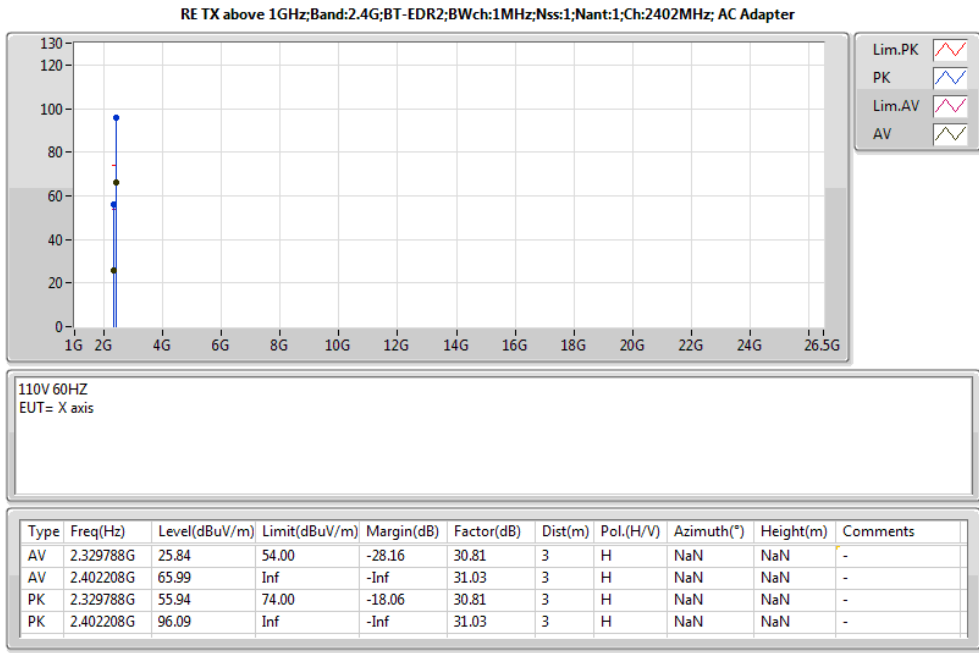 RE TX above 1GHz;Band:2.4G;BT-EDR2;BWch:1MHz;Nss:1;Nant:1;Ch:2402MHz; AC Adapter
130
120
100
80
60
40
20
0
1G 2G 4G 6G 8G 10G 12G 14G 16G 18G 20G 22G 24G 26.5G
Lim.PK
PK
Lim.AV
AV
110V 60HZ
EUT= X axis
Type Freq(Hz) Level(dBuV/m) Limit(dBuV/m) Margin(dB) Factor(dB) Dist(m) Pol.(H/V) Azimuth(°) Height(m) Comments
AV 2.329788G 25.84 54.00 -28.16 30.81 3 H NaN NaN -
AV 2.402208G 65.99 Inf -Inf 31.03 3 H NaN NaN -
PK 2.329788G 55.94 74.00 -18.06 30.81 3 H NaN NaN -
PK 2.402208G 96.09 Inf -Inf 31.03 3 H NaN NaN -